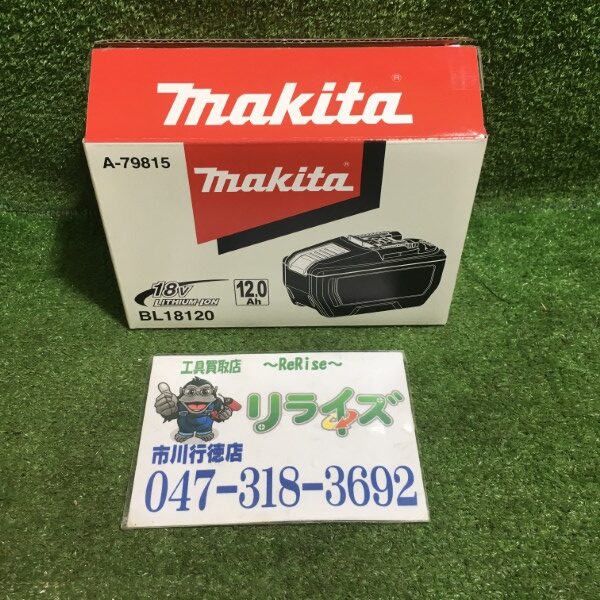 makita®
A-79815
makita®
18V
LITHIUM-ION
12.0
Ah
BL18120
工具買取店 〜ReRise〜
リライズ
市川行徳店
047-318-3692